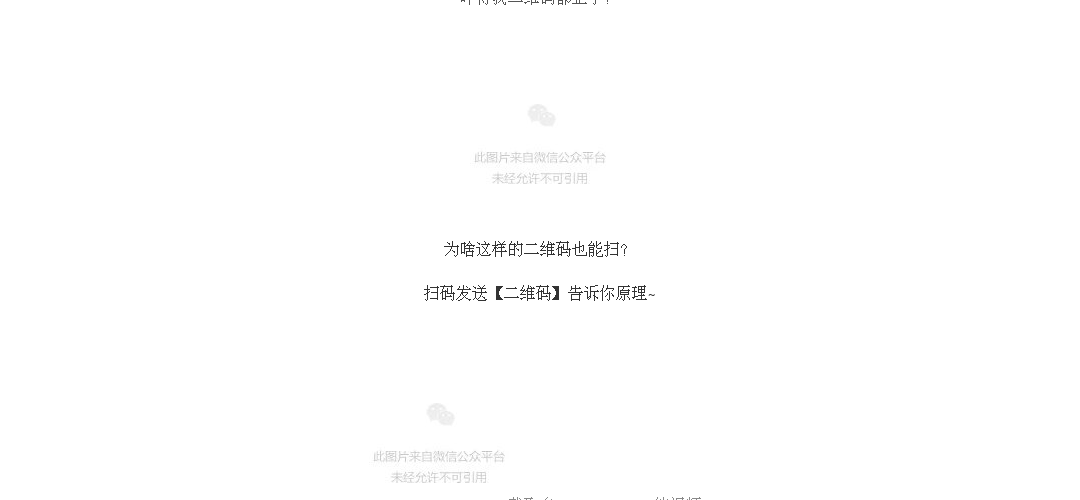 此图片来自微信公众平台
未经允许不可引用
为啥这样的二维码也能扫?
扫码发送【二维码】告诉你原理~
此图片来自微信公众平台
未经允许不可引用